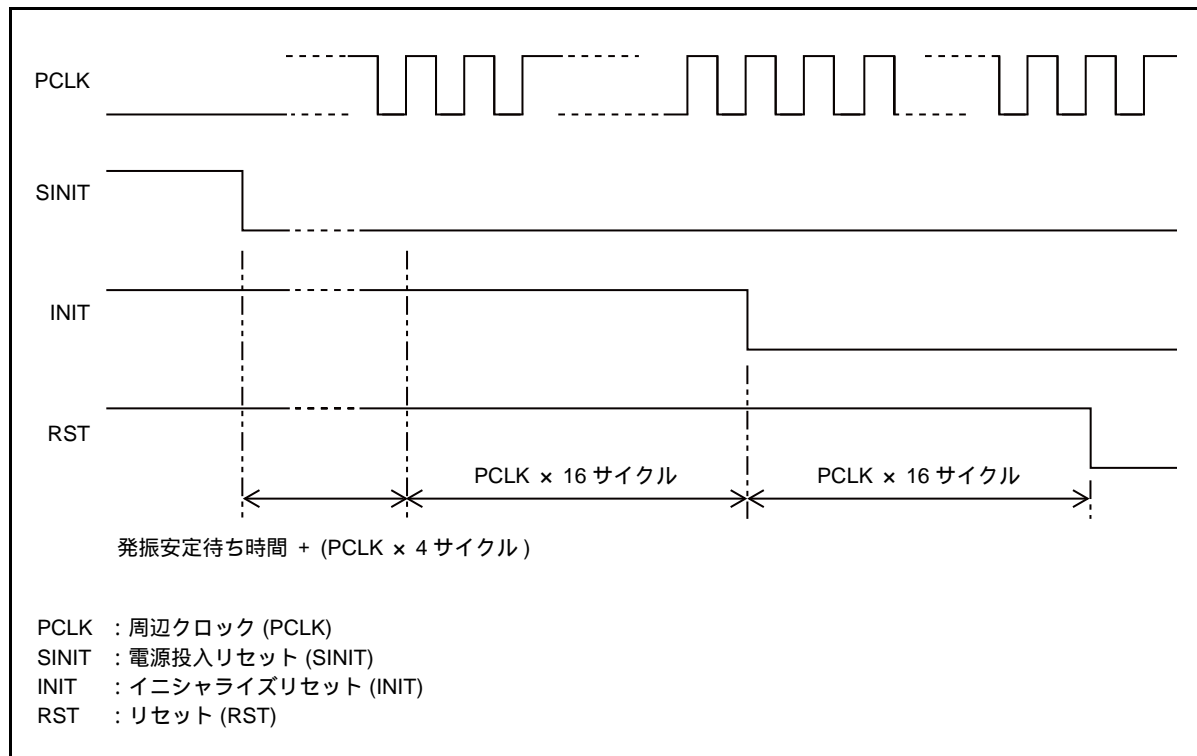 PCLK
SINIT
INIT
RST
PCLK × 16 サイクル
PCLK × 16 サイクル
発振安定待ち時間 + (PCLK × 4 サイクル )
PCLK : 周辺クロック (PCLK)
SINIT : 電源投入リセット (SINIT)
INIT : イニシャライズリセット (INIT)
RST : リセット (RST)